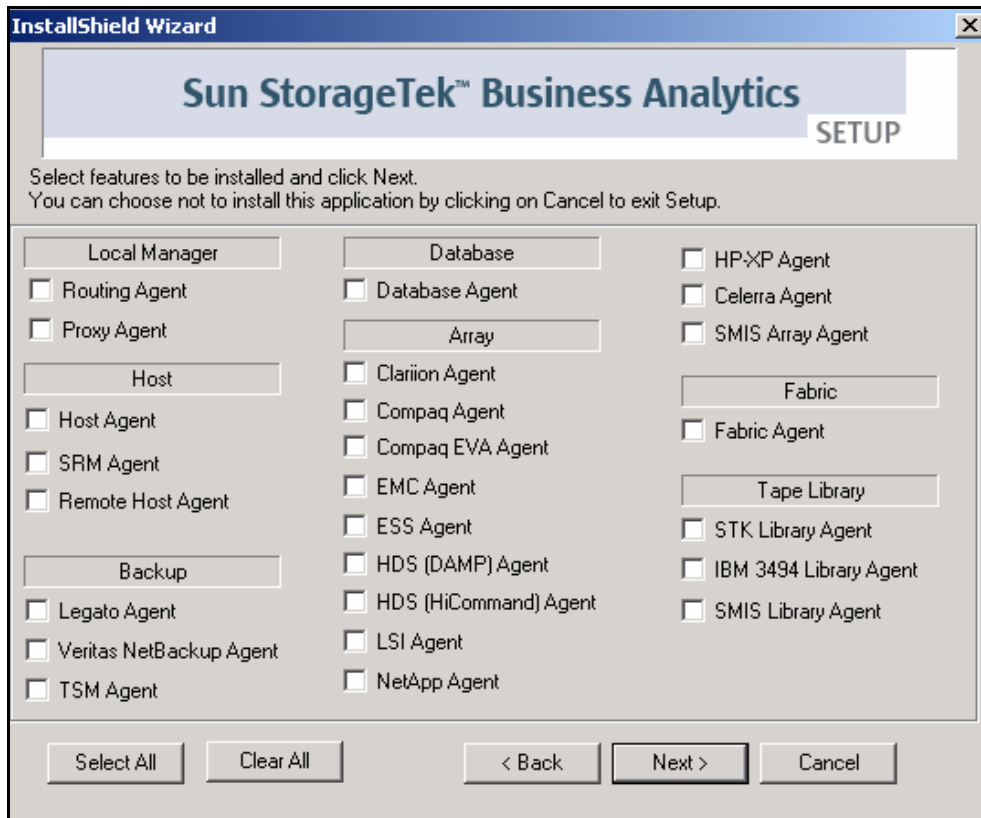 InstallShield Wizard
Sun StorageTek™ Business Analytics
SETUP
Select features to be installed and click Next.
You can choose not to install this application by clicking on Cancel to exit Setup.
Local Manager
Routing Agent
Proxy Agent
Host
Host Agent
SRM Agent
Remote Host Agent
Backup
Legato Agent
Veritas NetBackup Agent
TSM Agent
Database
Database Agent
Array
Clariion Agent
Compaq Agent
Compaq EVA Agent
EMC Agent
ESS Agent
HDS (DAMP) Agent
HDS (HiCommand) Agent
LSI Agent
NetApp Agent
HP-XP Agent
Celerra Agent
SMIS Array Agent
Fabric
Fabric Agent
Tape Library
STK Library Agent
IBM 3494 Library Agent
SMIS Library Agent
Select All
Clear All
< Back
Next >
Cancel